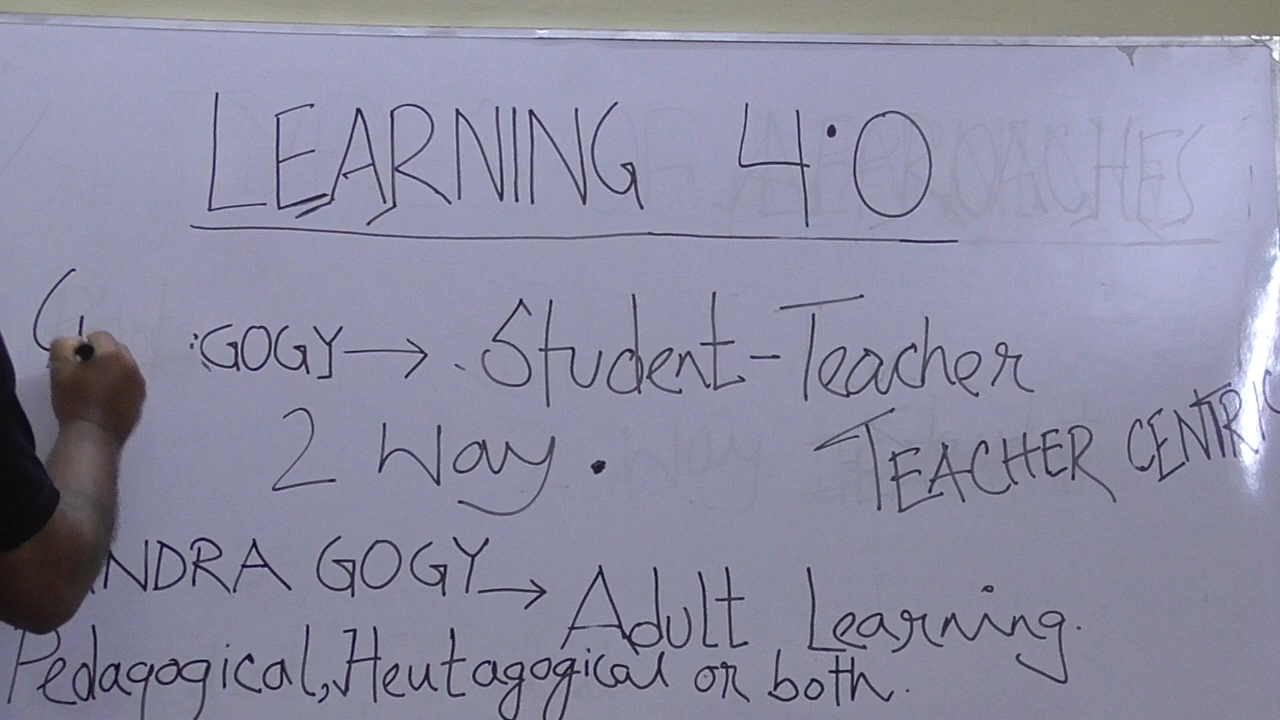 LEARNING 4.0
:GOGY → Student-Teacher
2 Way.
TEACHER CENTRIC
NDRA GOGY → Adult Learning.
Pedagogical, Heutagogical or both.